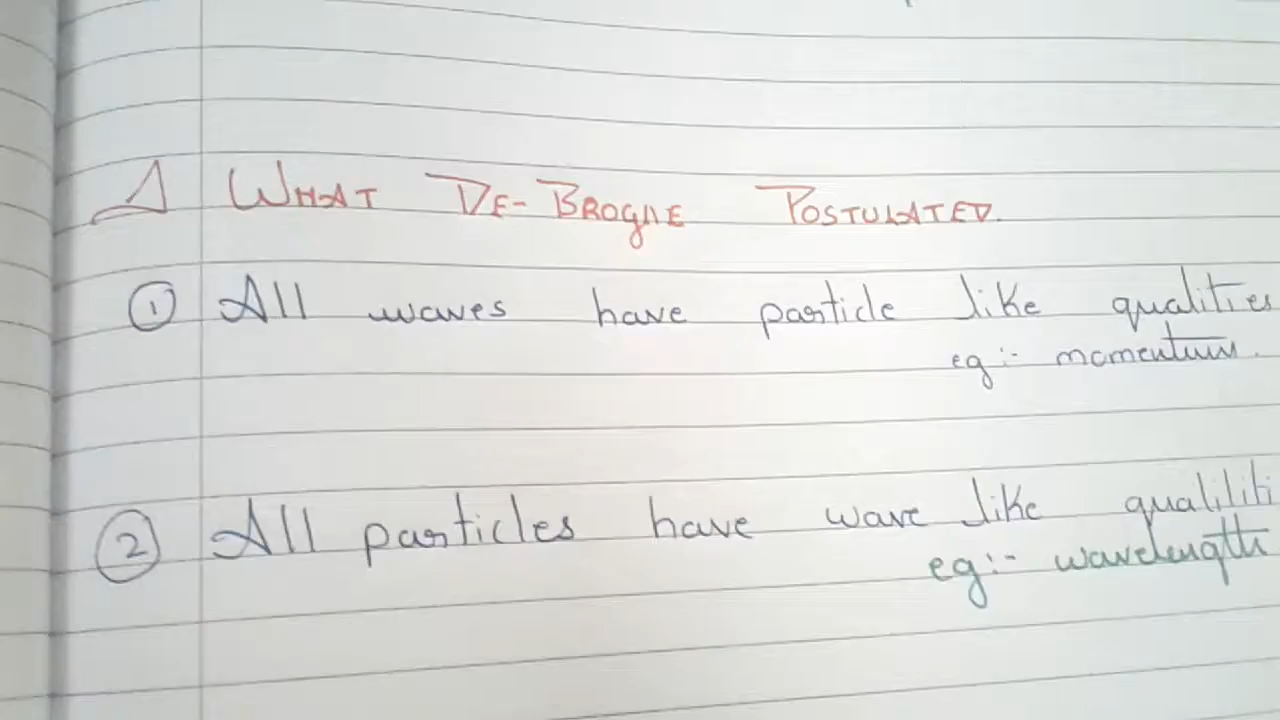 WHAT DE-BROGLIE POSTULATED.
① All waves have particle like qualities
eg :- momentum.
② All particles have wave like qualiliti
eg :- wavelength